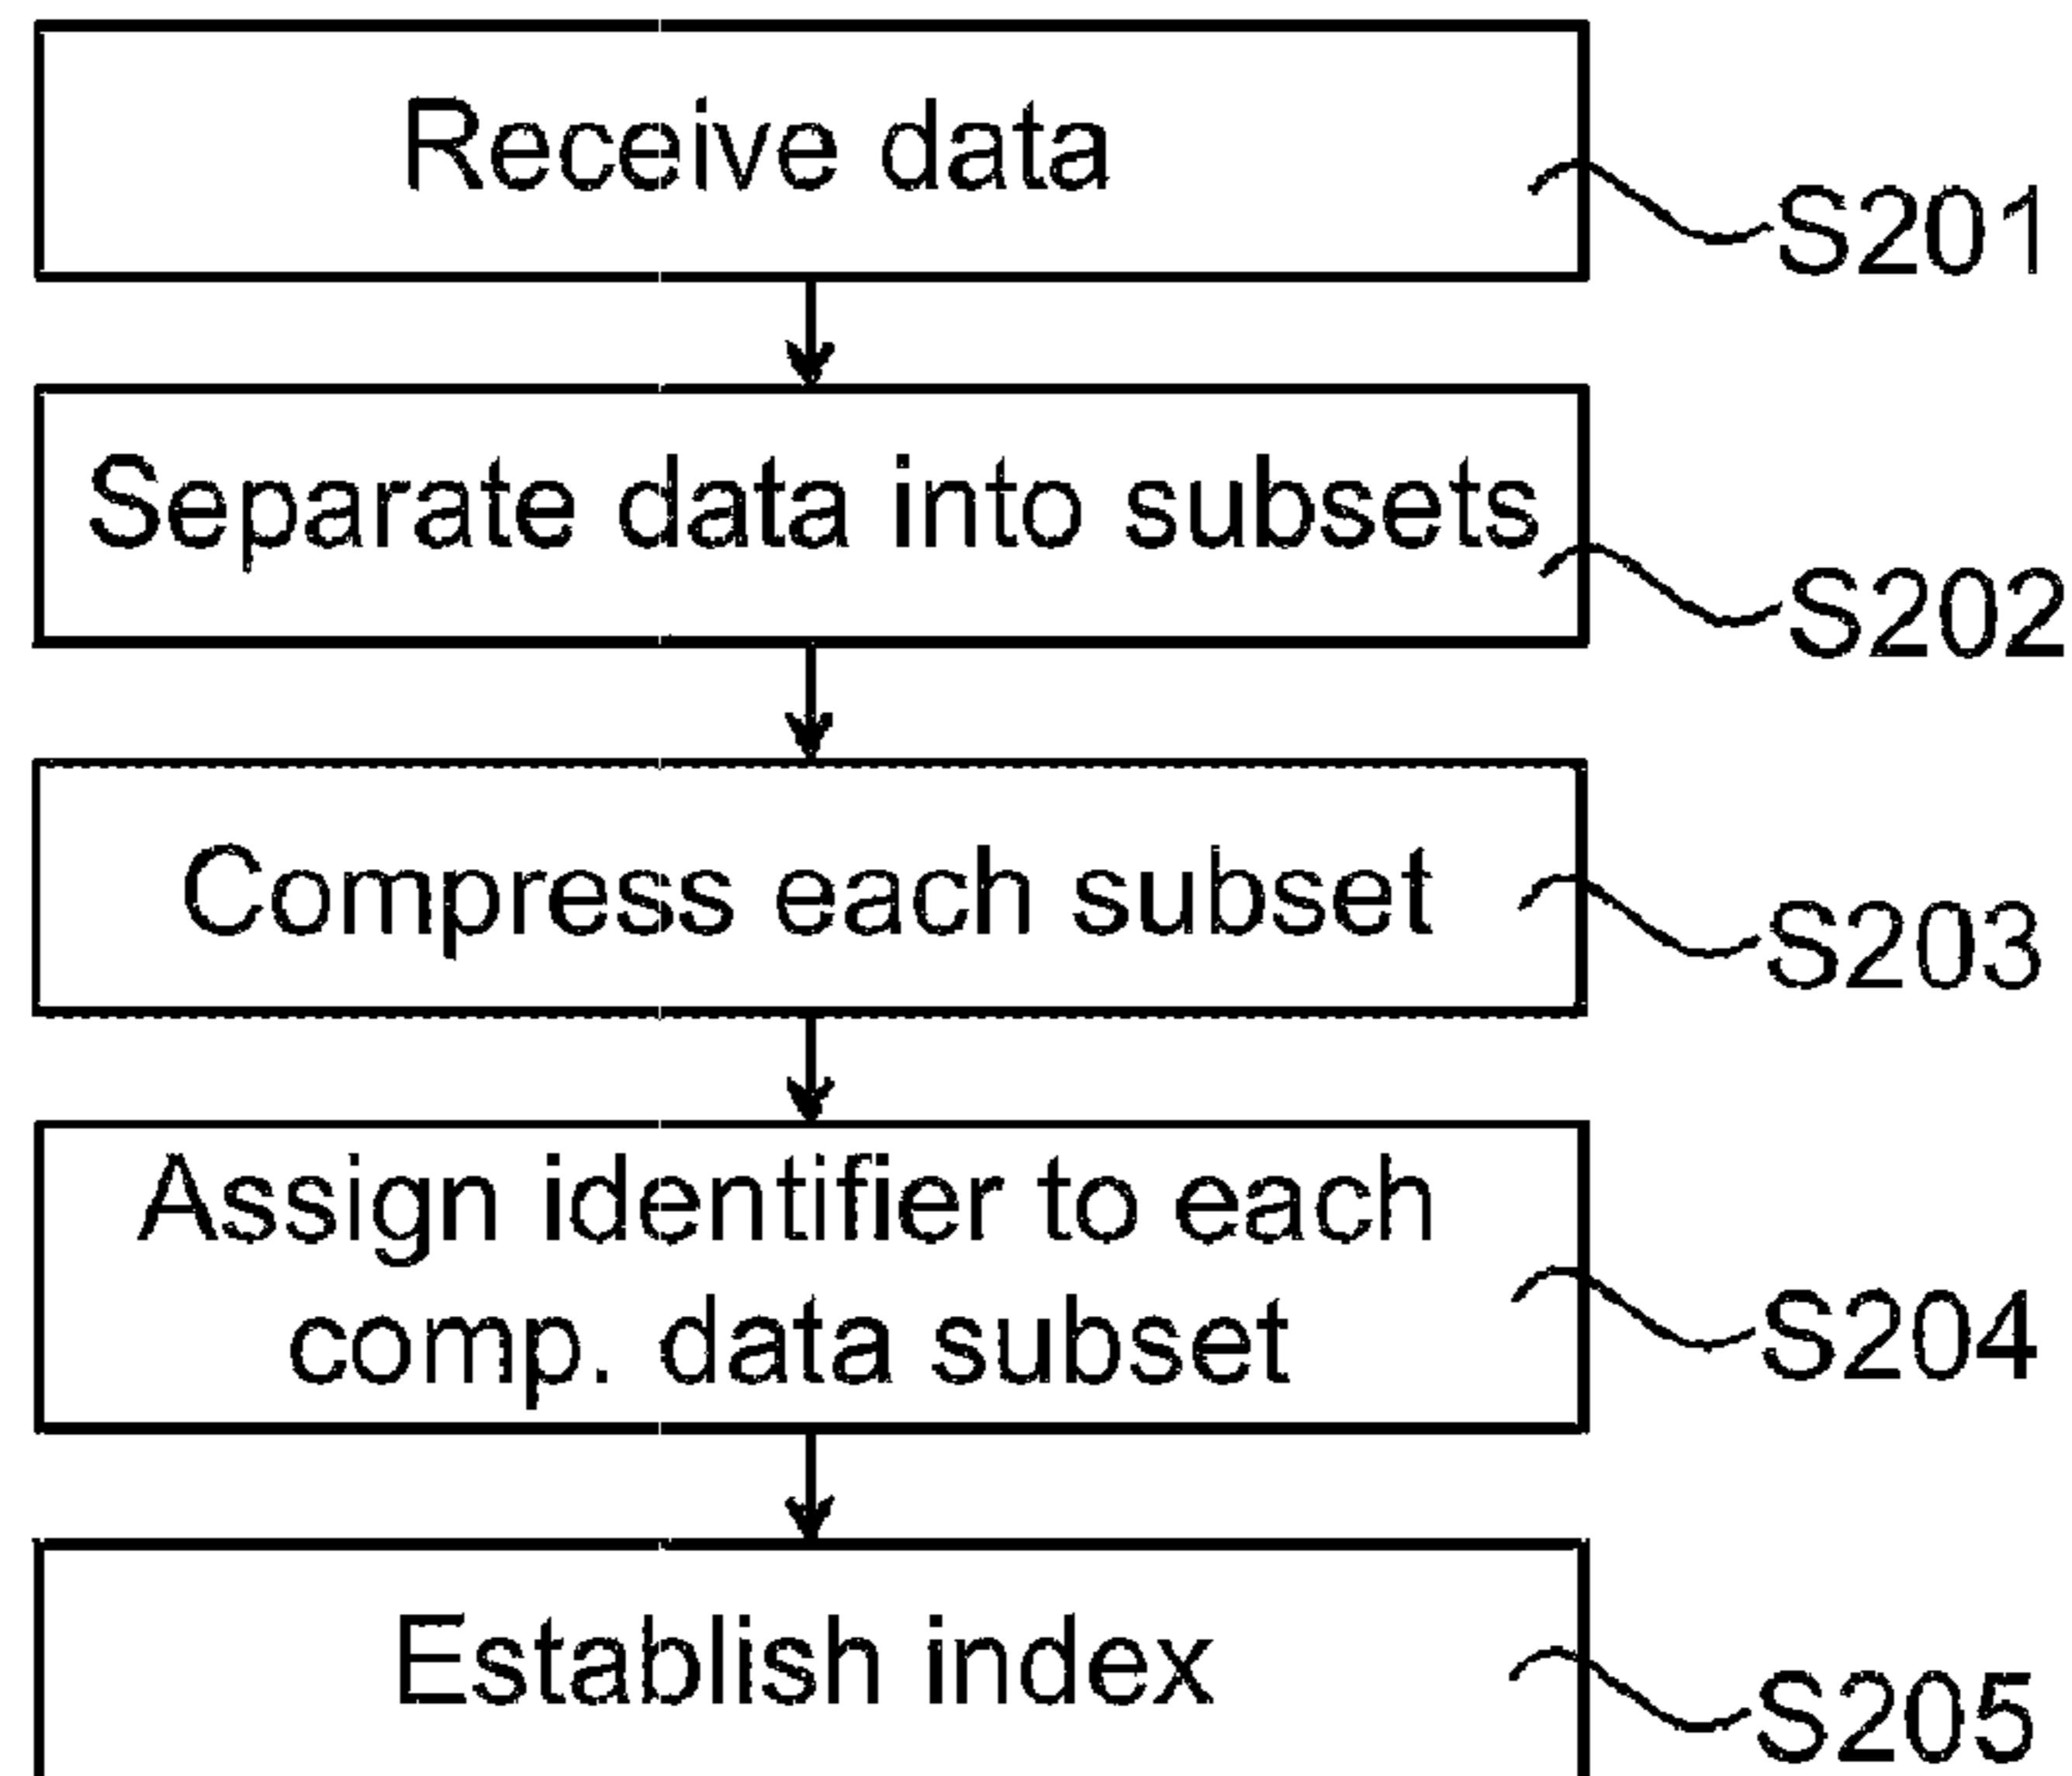 Receive data
S201
Separate data into subsets
S202
Compress each subset
S203
Assign identifier to each
comp. data subset
S204
Establish index
S205